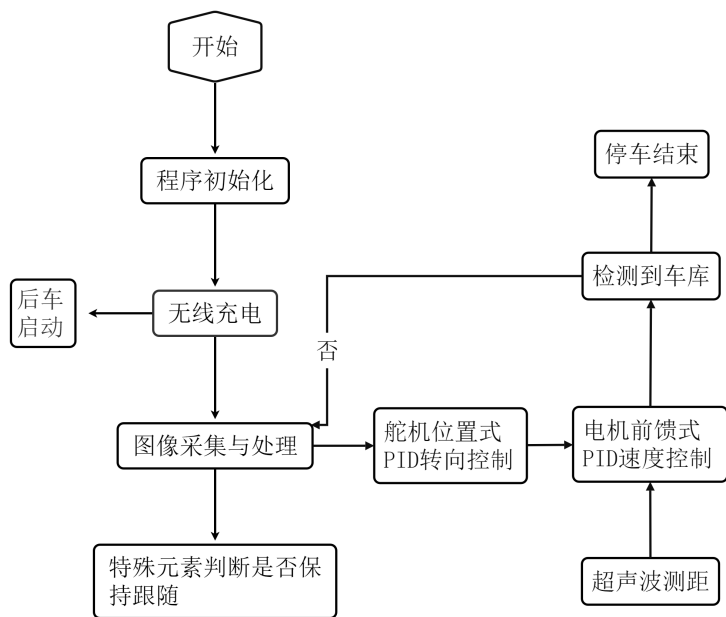 开始
程序初始化
停车结束
检测到车库
后车
启动
无线充电
否
图像采集与处理
舵机位置式
PID转向控制
电机前馈式
PID速度控制
特殊元素判断是否保
持跟随
超声波测距